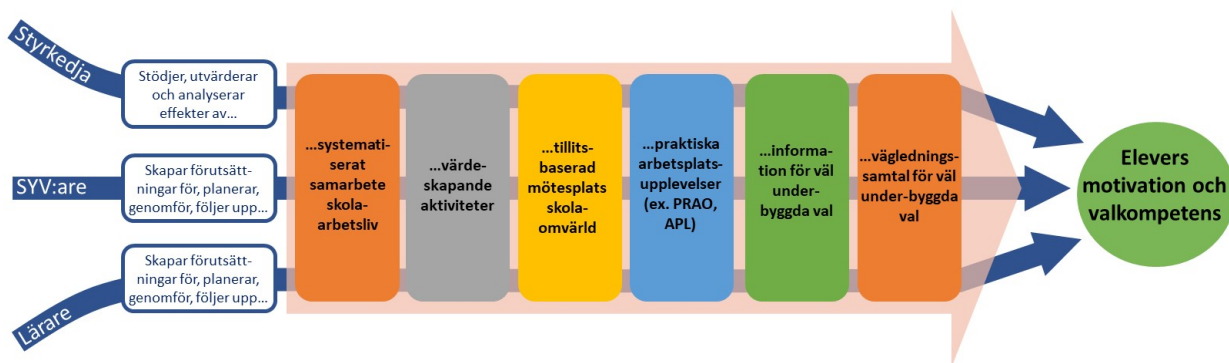 Styrkedja
Stödjer, utvärderar
och analyserar
effekter av...
SYV:are
Skapar förutsätt-
ningar för, planerar,
genomför, följer upp...
Lärare
Skapar förutsätt-
ningar för, planerar,
genomför, följer upp...
...systemati-
serat
samarbete
skola-
arbetsliv
...värde-
skapande
aktiviteter
...tillits-
baserad
mötesplats
skola-
omvärld
...praktiska
arbetsplats-
upplevelser
(ex. PRAO,
APL)
...informa-
tion för väl
under-
byggda val
...väglednings-
samtal för väl
under-byggda
val
Elevers
motivation och
valkompetens